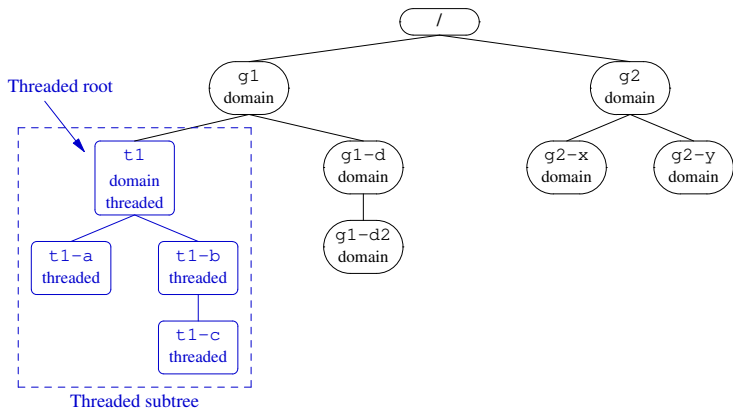 /
g1
domain
g2
domain
Threaded root
t1
domain
threaded
g1-d
domain
g2-x
domain
g2-y
domain
t1-a
threaded
t1-b
threaded
g1-d2
domain
t1-c
threaded
Threaded subtree